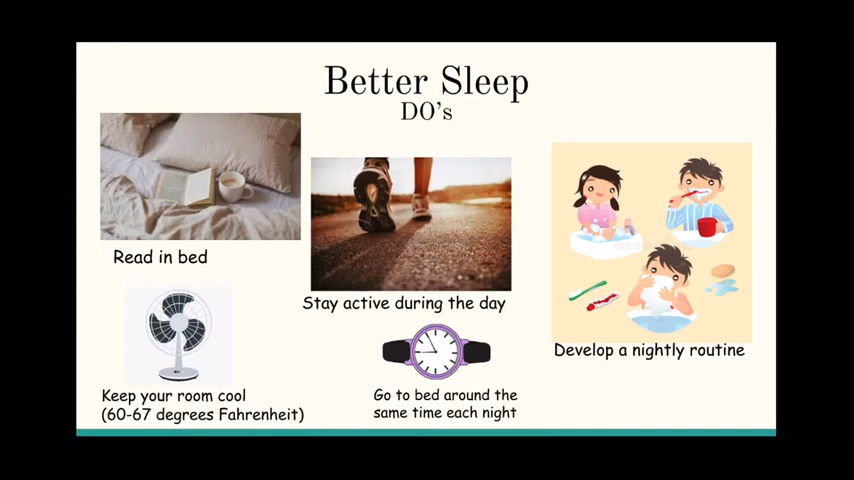 Better Sleep
DO's
Read in bed
Stay active during the day
Develop a nightly routine
Keep your room cool
(60-67 degrees Fahrenheit)
Go to bed around the
same time each night